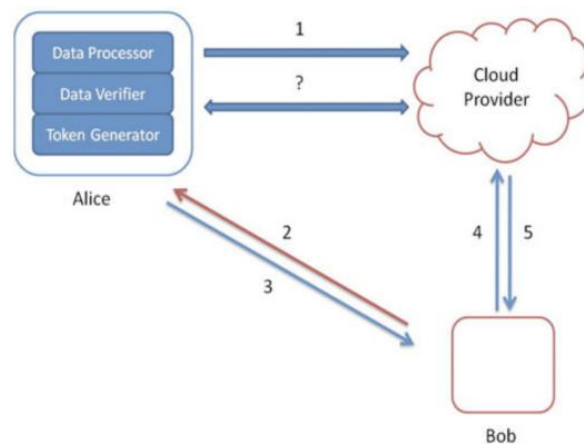 1
Data Processor
Data Verifier
Token Generator
?
Cloud
Provider
Alice
2
3
4
5
Bob